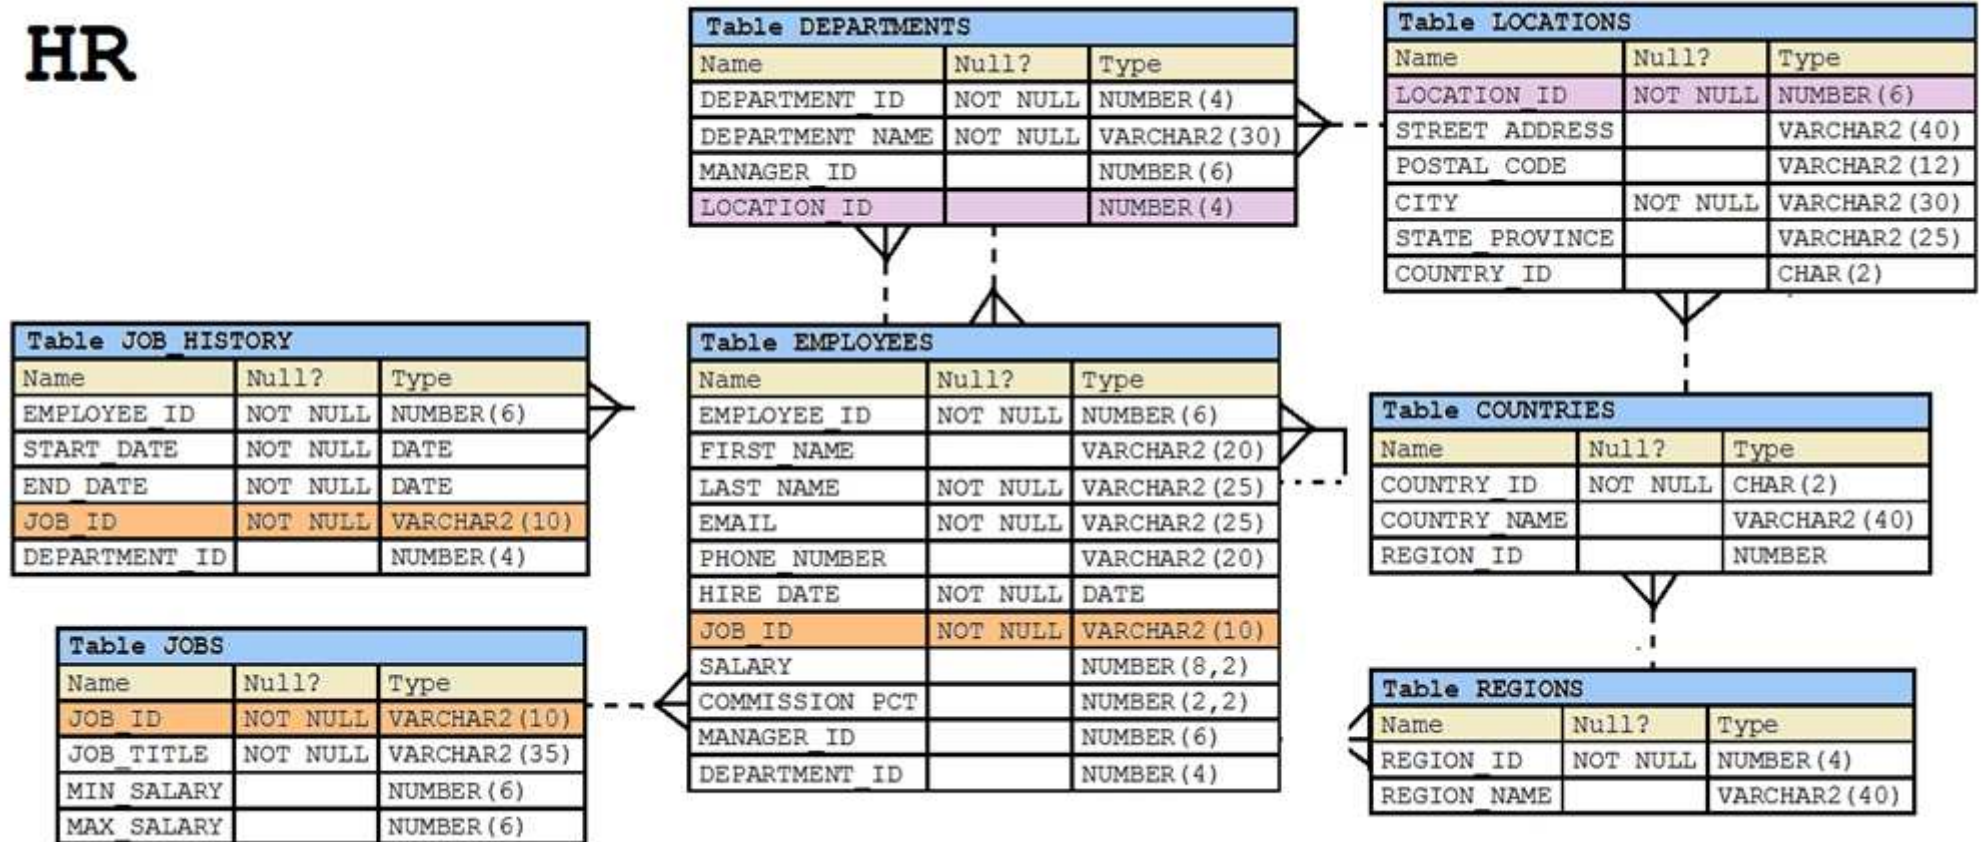 HR
Table DEPARTMENTS
Name Null? Type
DEPARTMENT_ID NOT NULL NUMBER(4)
DEPARTMENT_NAME NOT NULL VARCHAR2(30)
MANAGER_ID NUMBER(6)
LOCATION_ID NUMBER(4)
Table LOCATIONS
Name Null? Type
LOCATION_ID NOT NULL NUMBER(6)
STREET_ADDRESS VARCHAR2(40)
POSTAL_CODE VARCHAR2(12)
CITY NOT NULL VARCHAR2(30)
STATE_PROVINCE VARCHAR2(25)
COUNTRY_ID CHAR(2)
Table JOB_HISTORY
Name Null? Type
EMPLOYEE_ID NOT NULL NUMBER(6)
START_DATE NOT NULL DATE
END_DATE NOT NULL DATE
JOB_ID NOT NULL VARCHAR2(10)
DEPARTMENT_ID NUMBER(4)
Table EMPLOYEES
Name Null? Type
EMPLOYEE_ID NOT NULL NUMBER(6)
FIRST_NAME VARCHAR2(20)
LAST_NAME NOT NULL VARCHAR2(25)
EMAIL NOT NULL VARCHAR2(25)
PHONE_NUMBER VARCHAR2(20)
HIRE_DATE NOT NULL DATE
JOB_ID NOT NULL VARCHAR2(10)
SALARY NUMBER(8,2)
COMMISSION_PCT NUMBER(2,2)
MANAGER_ID NUMBER(6)
DEPARTMENT_ID NUMBER(4)
Table COUNTRIES
Name Null? Type
COUNTRY_ID NOT NULL CHAR(2)
COUNTRY_NAME VARCHAR2(40)
REGION_ID NUMBER
Table JOBS
Name Null? Type
JOB_ID NOT NULL VARCHAR2(10)
JOB_TITLE NOT NULL VARCHAR2(35)
MIN_SALARY NUMBER(6)
MAX_SALARY NUMBER(6)
Table REGIONS
Name Null? Type
REGION_ID NOT NULL NUMBER(4)
REGION_NAME VARCHAR2(40)